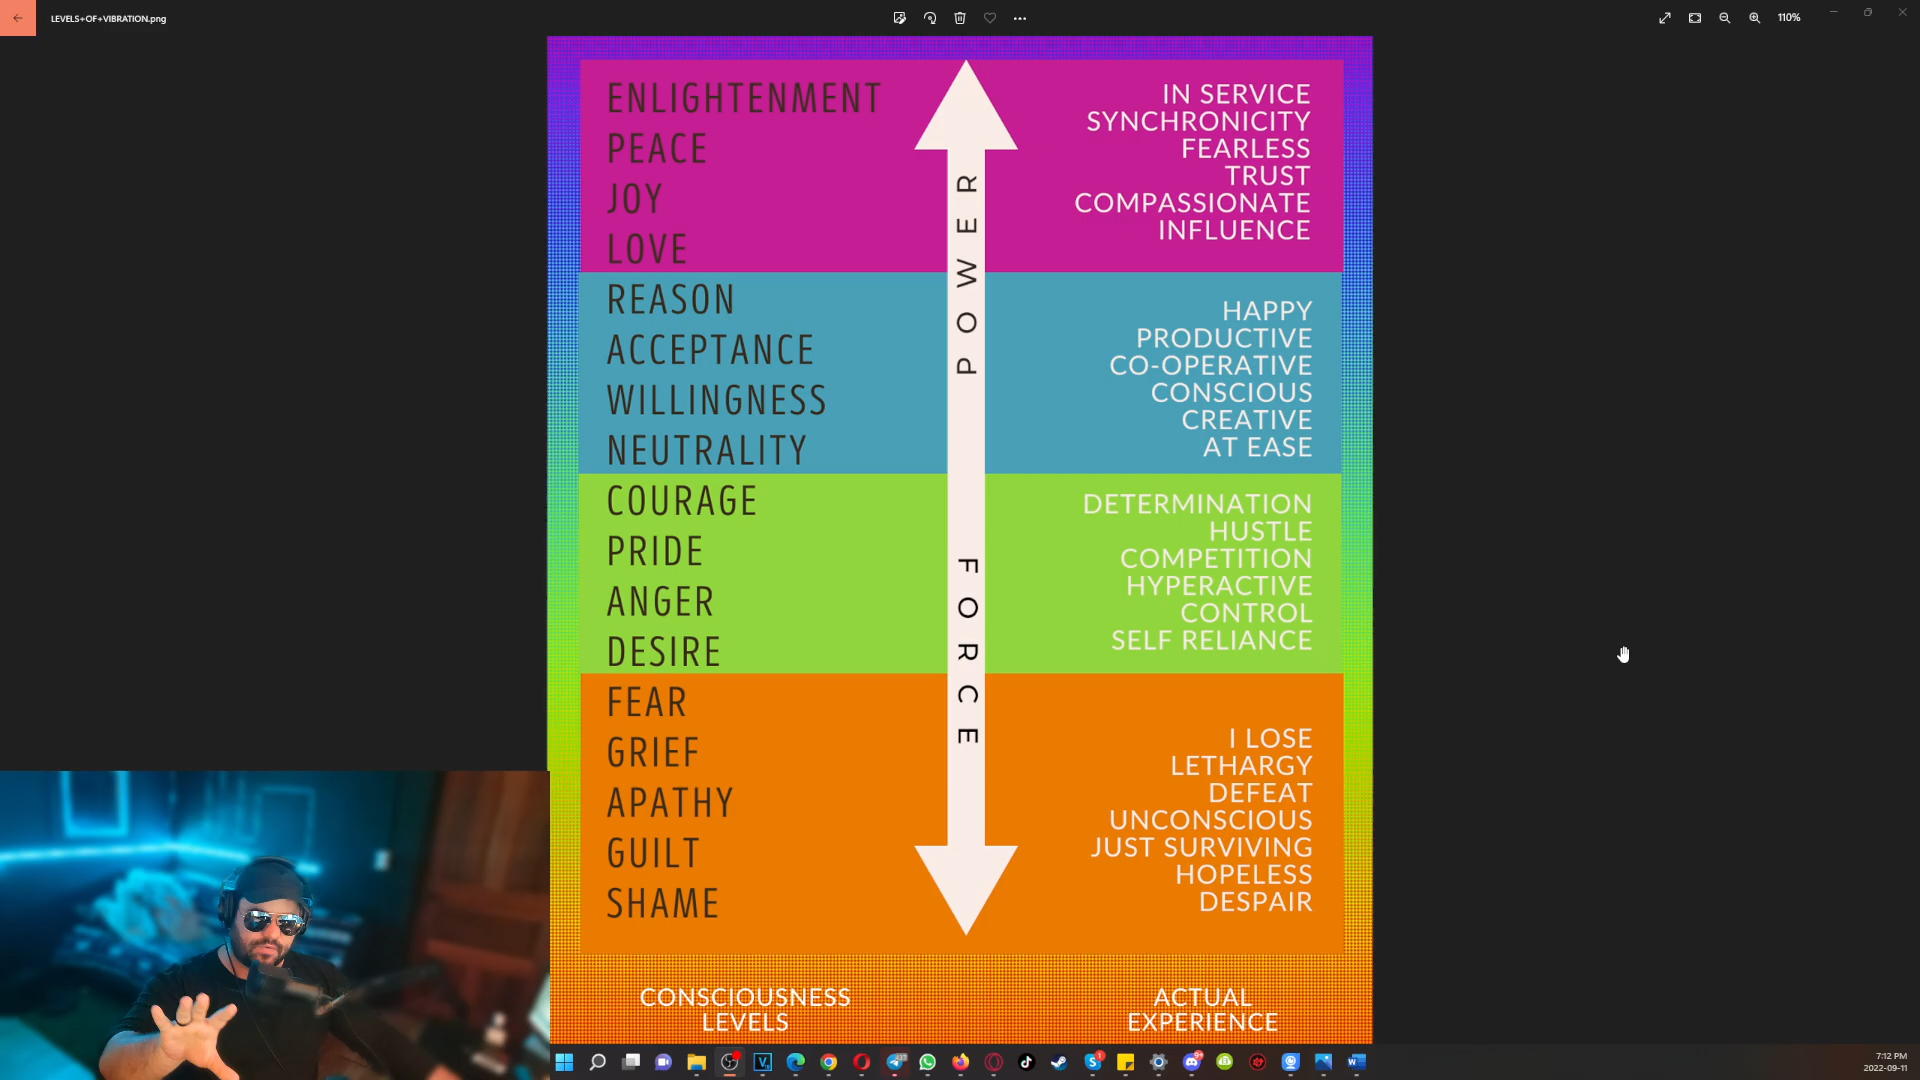 LEVELS+OF+VIBRATION.png
110%
ENLIGHTENMENT
PEACE
JOY
LOVE
REASON
ACCEPTANCE
WILLINGNESS
NEUTRALITY
COURAGE
PRIDE
ANGER
DESIRE
FEAR
GRIEF
APATHY
GUILT
SHAME
POWER
FORCE
IN SERVICE
SYNCHRONICITY
FEARLESS
TRUST
COMPASSIONATE
INFLUENCE
HAPPY
PRODUCTIVE
CO-OPERATIVE
CONSCIOUS
CREATIVE
AT EASE
DETERMINATION
HUSTLE
COMPETITION
HYPERACTIVE
CONTROL
SELF RELIANCE
I LOSE
LETHARGY
DEFEAT
UNCONSCIOUS
JUST SURVIVING
HOPELESS
DESPAIR
CONSCIOUSNESS
LEVELS
ACTUAL
EXPERIENCE
7:12 PM
2022-09-11